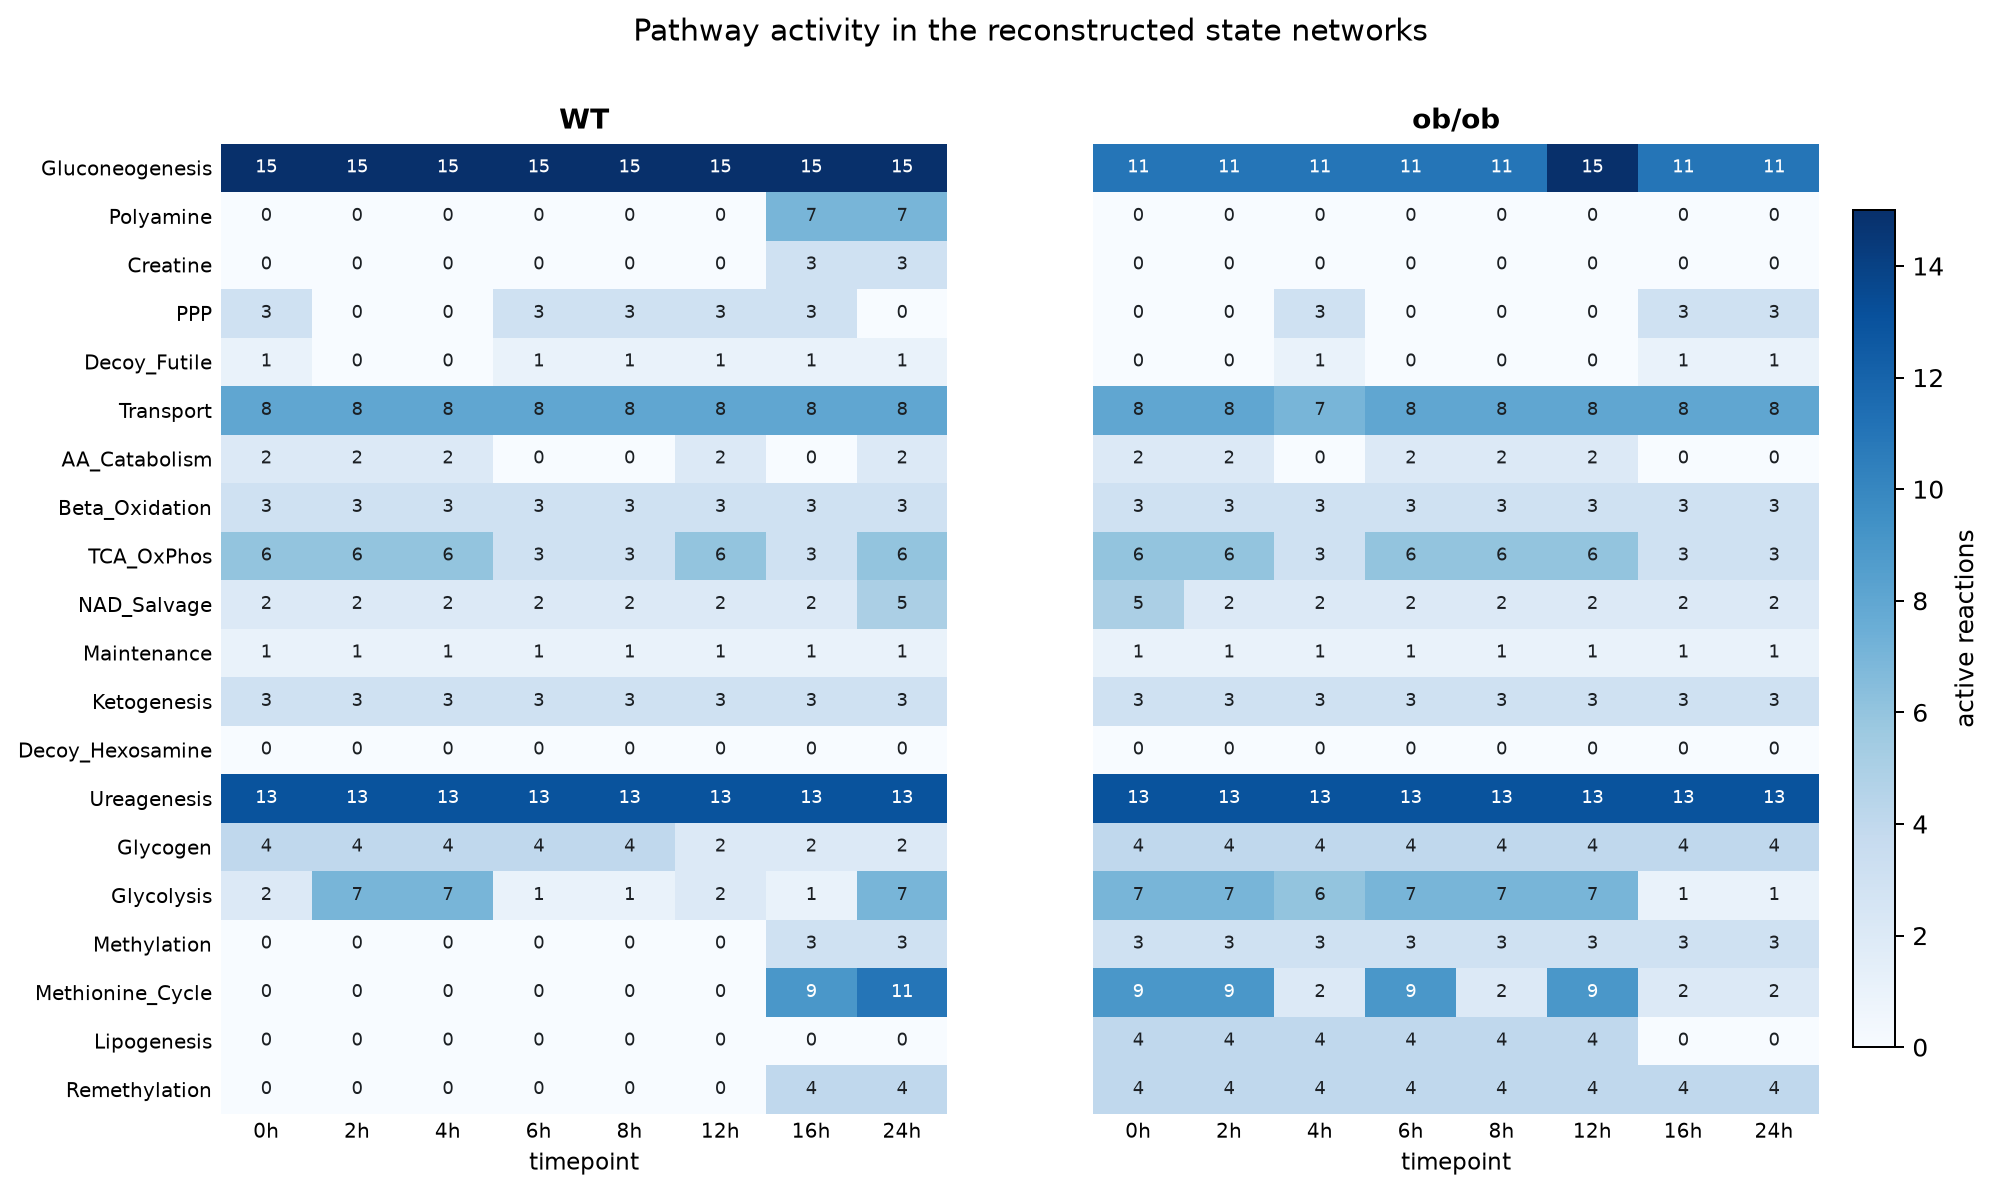 Pathway activity in the reconstructed state networks
WT ob/ob
Gluconeogenesis 15 15 15 15 15 15 15 15 11 11 11 11 11 15 11 11
Polyamine 0 0 0 0 0 0 7 7 0 0 0 0 0 0 0 0
Creatine 0 0 0 0 0 0 3 3 0 0 0 0 0 0 0 0
PPP 3 0 0 3 3 3 3 0 0 0 3 0 0 0 3 3
Decoy_Futile 1 0 0 1 1 1 1 1 0 0 1 0 0 0 1 1
Transport 8 8 8 8 8 8 8 8 8 8 7 8 8 8 8 8
AA_Catabolism 2 2 2 0 0 2 0 2 2 2 0 2 2 2 0 0
Beta_Oxidation 3 3 3 3 3 3 3 3 3 3 3 3 3 3 3 3
TCA_OxPhos 6 6 6 3 3 6 3 6 6 6 3 6 6 6 3 3
NAD_Salvage 2 2 2 2 2 2 2 5 5 2 2 2 2 2 2 2
Maintenance 1 1 1 1 1 1 1 1 1 1 1 1 1 1 1 1
Ketogenesis 3 3 3 3 3 3 3 3 3 3 3 3 3 3 3 3
Decoy_Hexosamine 0 0 0 0 0 0 0 0 0 0 0 0 0 0 0 0
Ureagenesis 13 13 13 13 13 13 13 13 13 13 13 13 13 13 13 13
Glycogen 4 4 4 4 4 2 2 2 4 4 4 4 4 4 4 4
Glycolysis 2 7 7 1 1 2 1 7 7 7 6 7 7 7 1 1
Methylation 0 0 0 0 0 0 3 3 3 3 3 3 3 3 3 3
Methionine_Cycle 0 0 0 0 0 0 9 11 9 9 2 9 2 9 2 2
Lipogenesis 0 0 0 0 0 0 0 0 4 4 4 4 4 4 0 0
Remethylation 0 0 0 0 0 0 4 4 4 4 4 4 4 4 4 4
0h 2h 4h 6h 8h 12h 16h 24h 0h 2h 4h 6h 8h 12h 16h 24h
timepoint timepoint
14
12
10
8
6
4
2
0
active reactions